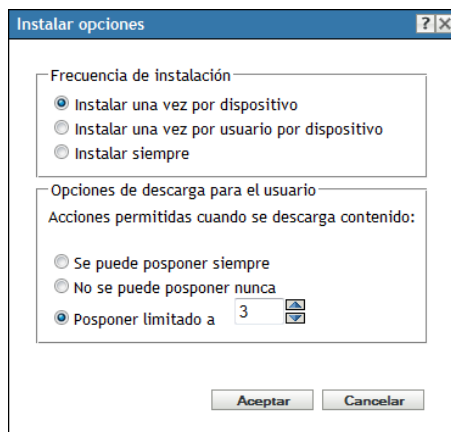 Instalar opciones
Frecuencia de instalación
Instalar una vez por dispositivo
Instalar una vez por usuario por dispositivo
Instalar siempre
Opciones de descarga para el usuario
Acciones permitidas cuando se descarga contenido:
Se puede posponer siempre
No se puede posponer nunca
Posponer limitado a 3
Aceptar Cancelar